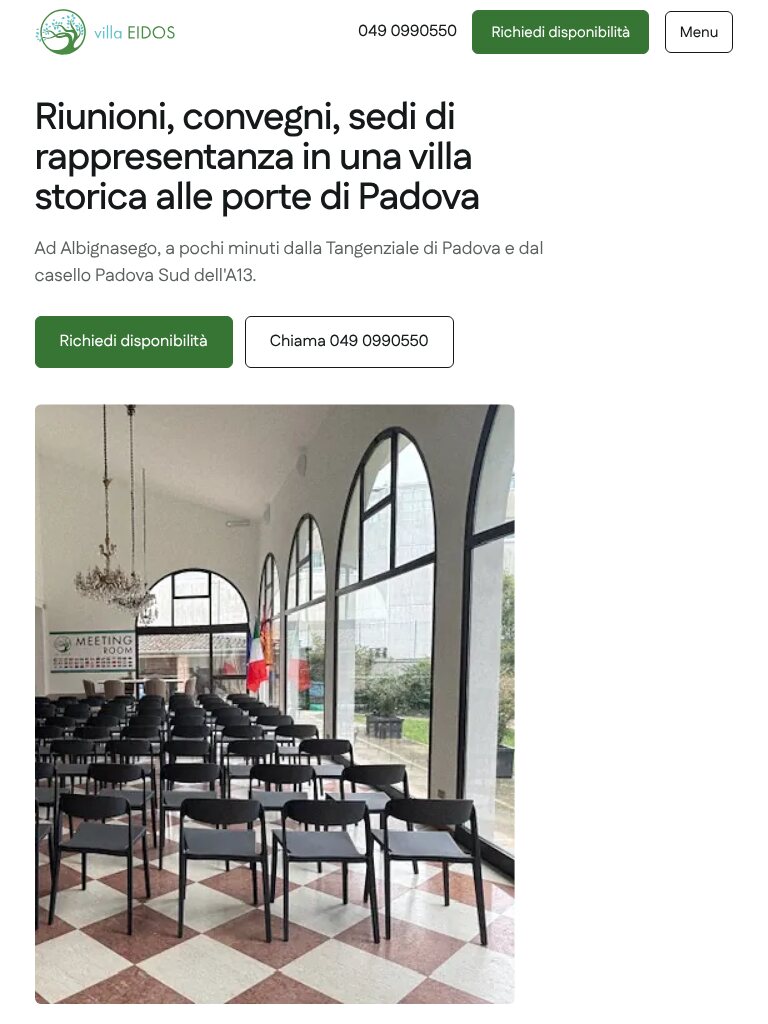 villa EIDOS
049 0990550
Richiedi disponibilità
Menu
Riunioni, convegni, sedi di
rappresentanza in una villa
storica alle porte di Padova
Ad Albignasego, a pochi minuti dalla Tangenziale di Padova e dal
casello Padova Sud dell'A13.
Richiedi disponibilità
Chiama 049 0990550
MEETING
ROOM